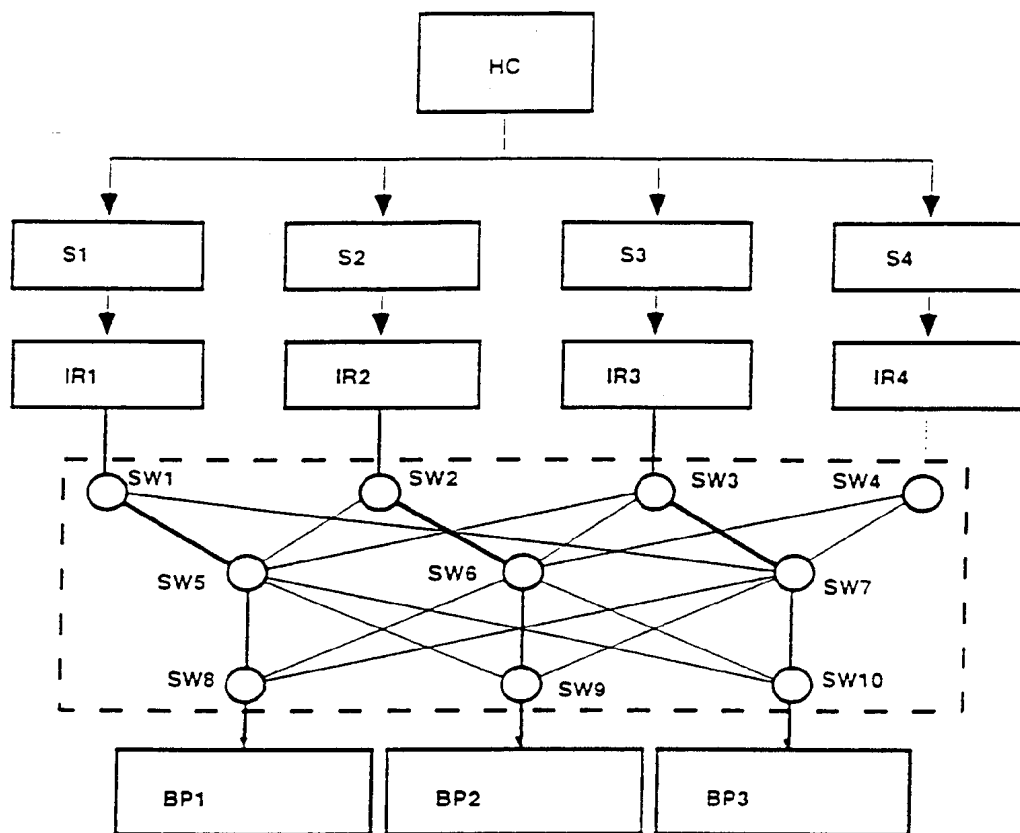 HC
S1 S2 S3 S4
IR1 IR2 IR3 IR4
SW1 SW2 SW3 SW4
SW5 SW6 SW7
SW8 SW9 SW10
BP1 BP2 BP3